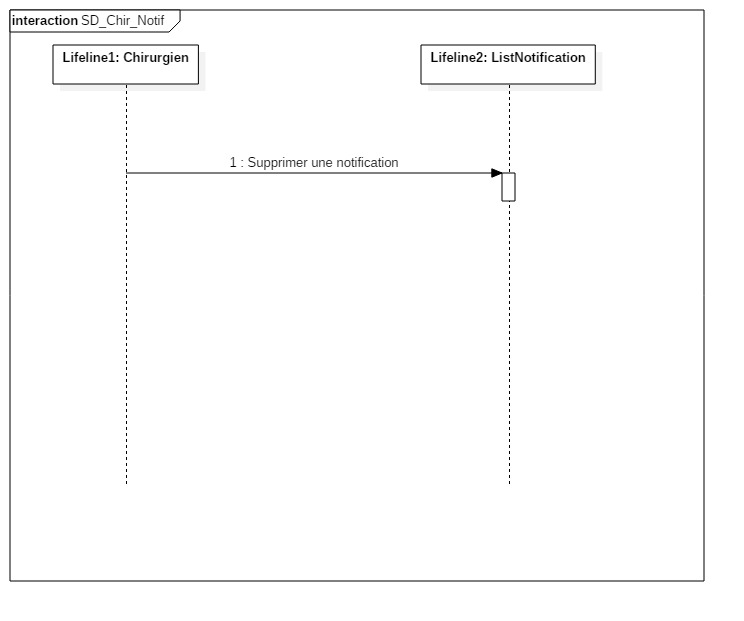 interaction SD_Chir_Notif
Lifeline1: Chirurgien
Lifeline2: ListNotification
1 : Supprimer une notification